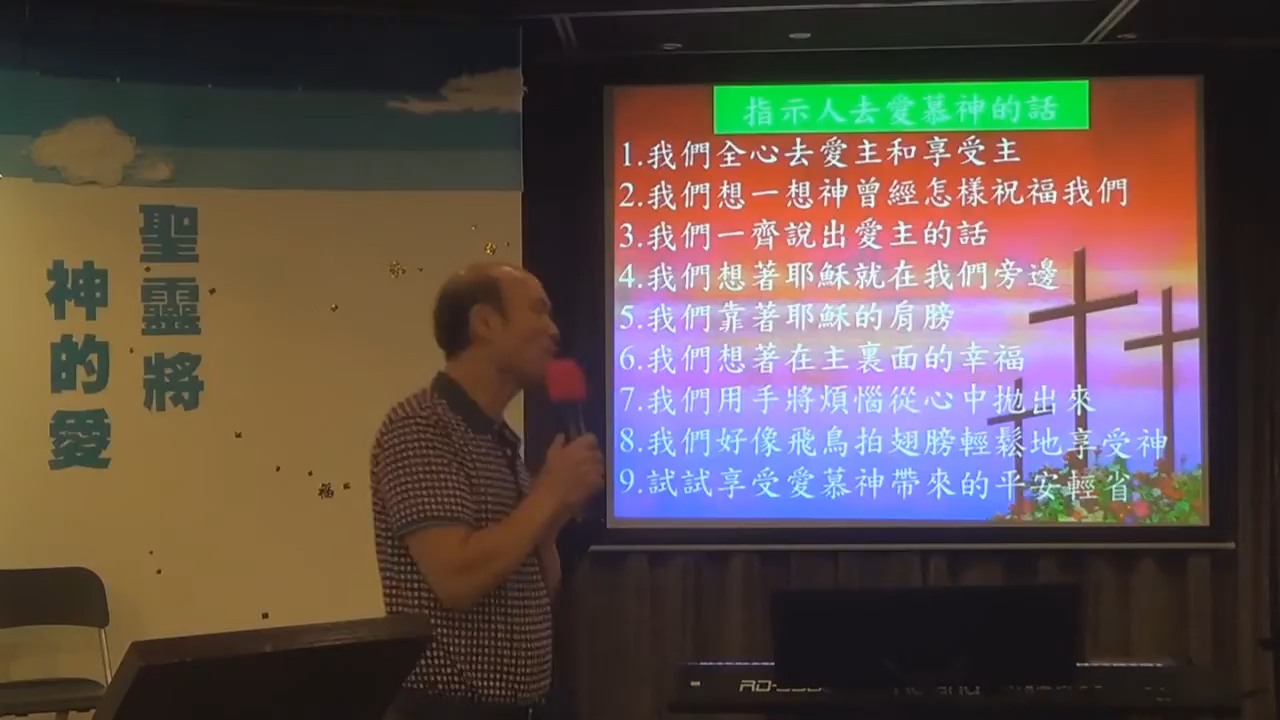 聖靈將
神的愛
福
指示人去愛慕神的話
1.我們全心去愛主和享受主
2.我們想一想神曾經怎樣祝福我們
3.我們一齊說出愛主的話
4.我們想著耶穌就在我們旁邊
5.我們靠著耶穌的肩膀
6.我們想著在主裏面的幸福
7.我們用手將煩惱從心中拋出來
8.我們好像飛鳥拍翅膀輕鬆地享受神
9.試試享受愛慕神帶來的平安輕省
Roland